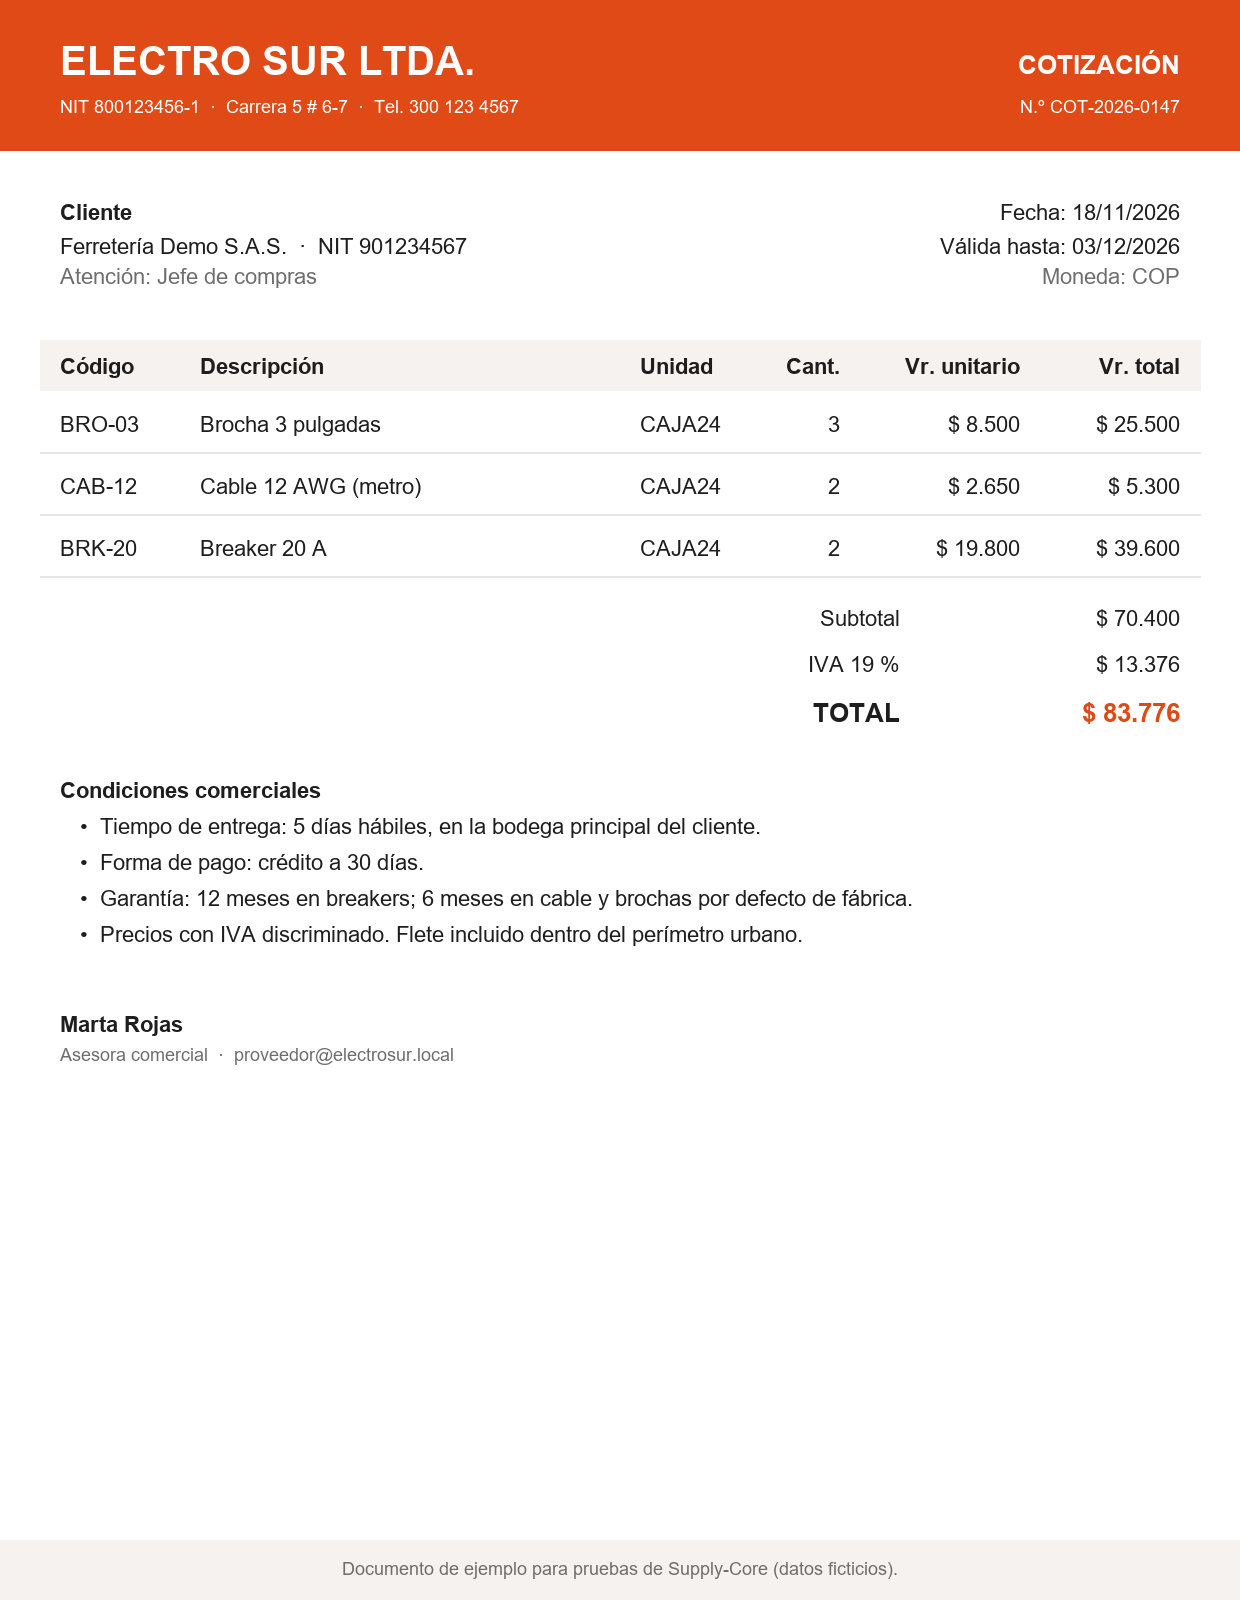 ELECTRO SUR LTDA.
COTIZACIÓN
NIT 800123456-1 · Carrera 5 # 6-7 · Tel. 300 123 4567
N.º COT-2026-0147
Cliente
Fecha: 18/11/2026
Ferretería Demo S.A.S. · NIT 901234567
Válida hasta: 03/12/2026
Atención: Jefe de compras
Moneda: COP
Código Descripción Unidad Cant. Vr. unitario Vr. total
BRO-03 Brocha 3 pulgadas CAJA24 3 $ 8.500 $ 25.500
CAB-12 Cable 12 AWG (metro) CAJA24 2 $ 2.650 $ 5.300
BRK-20 Breaker 20 A CAJA24 2 $ 19.800 $ 39.600
Subtotal $ 70.400
IVA 19 % $ 13.376
TOTAL $ 83.776
Condiciones comerciales
• Tiempo de entrega: 5 días hábiles, en la bodega principal del cliente.
• Forma de pago: crédito a 30 días.
• Garantía: 12 meses en breakers; 6 meses en cable y brochas por defecto de fábrica.
• Precios con IVA discriminado. Flete incluido dentro del perímetro urbano.
Marta Rojas
Asesora comercial · proveedor@electrosur.local
Documento de ejemplo para pruebas de Supply-Core (datos ficticios).